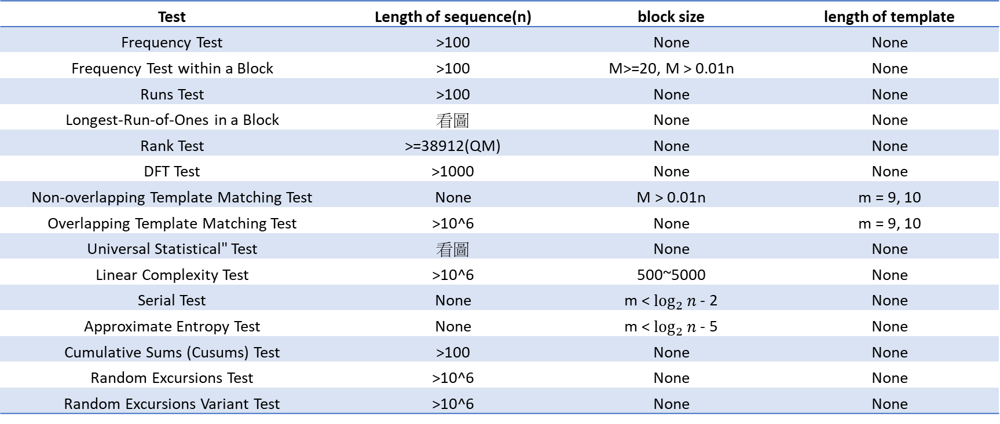 Test Length of sequence(n) block size length of template
Frequency Test >100 None None
Frequency Test within a Block >100 M>=20, M > 0.01n None
Runs Test >100 None None
Longest-Run-of-Ones in a Block 看圖 None None
Rank Test >=38912(QM) None None
DFT Test >1000 None None
Non-overlapping Template Matching Test None M > 0.01n m = 9, 10
Overlapping Template Matching Test >10^6 None m = 9, 10
Universal Statistical" Test 看圖 None None
Linear Complexity Test >10^6 500~5000 None
Serial Test None m < log₂ n - 2 None
Approximate Entropy Test None m < log₂ n - 5 None
Cumulative Sums (Cusums) Test >100 None None
Random Excursions Test >10^6 None None
Random Excursions Variant Test >10^6 None None